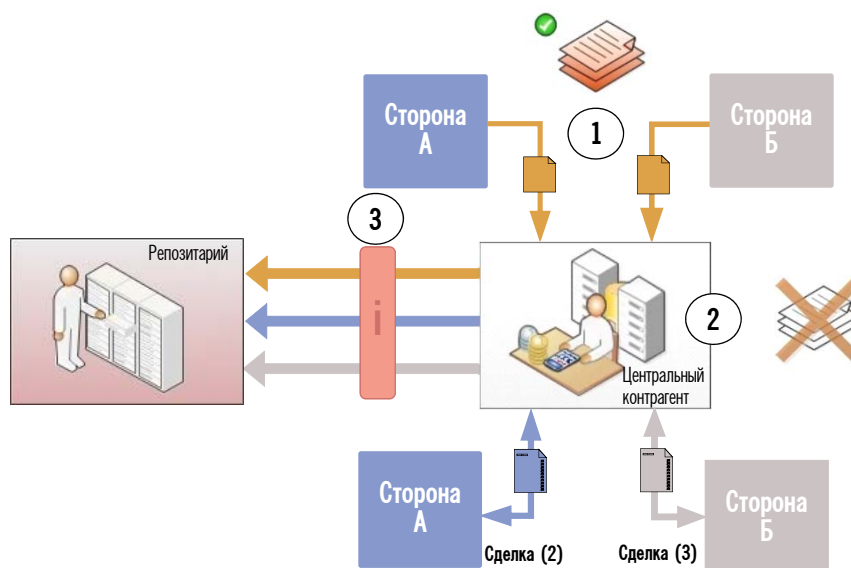 Сторона
А
1
Сторона
Б
3
Репозитарий
i
2
Центральный
контрагент
Сторона
А
Сторона
Б
Сделка (2)
Сделка (3)